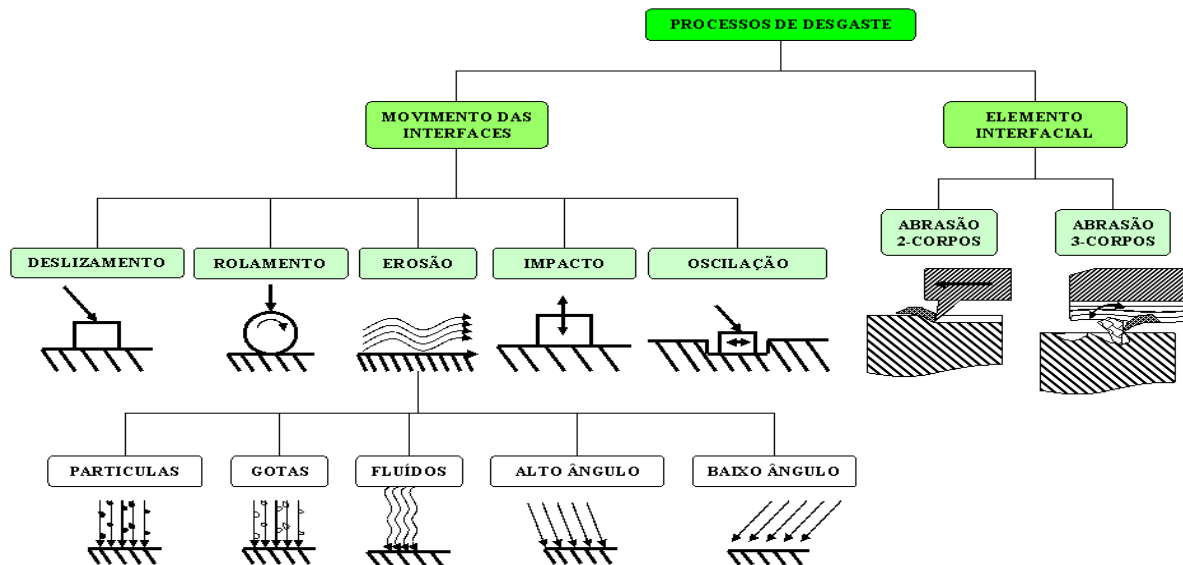 PROCESSOS DE DESGASTE
MOVIMENTO DAS
INTERFACES
ELEMENTO
INTERFACIAL
ABRASÃO
2-CORPOS
ABRASÃO
3-CORPOS
DESLIZAMENTO
ROLAMENTO
EROSÃO
IMPACTO
OSCILAÇÃO
PARTICULAS
GOTAS
FLUÍDOS
ALTO ÂNGULO
BAIXO ÂNGULO